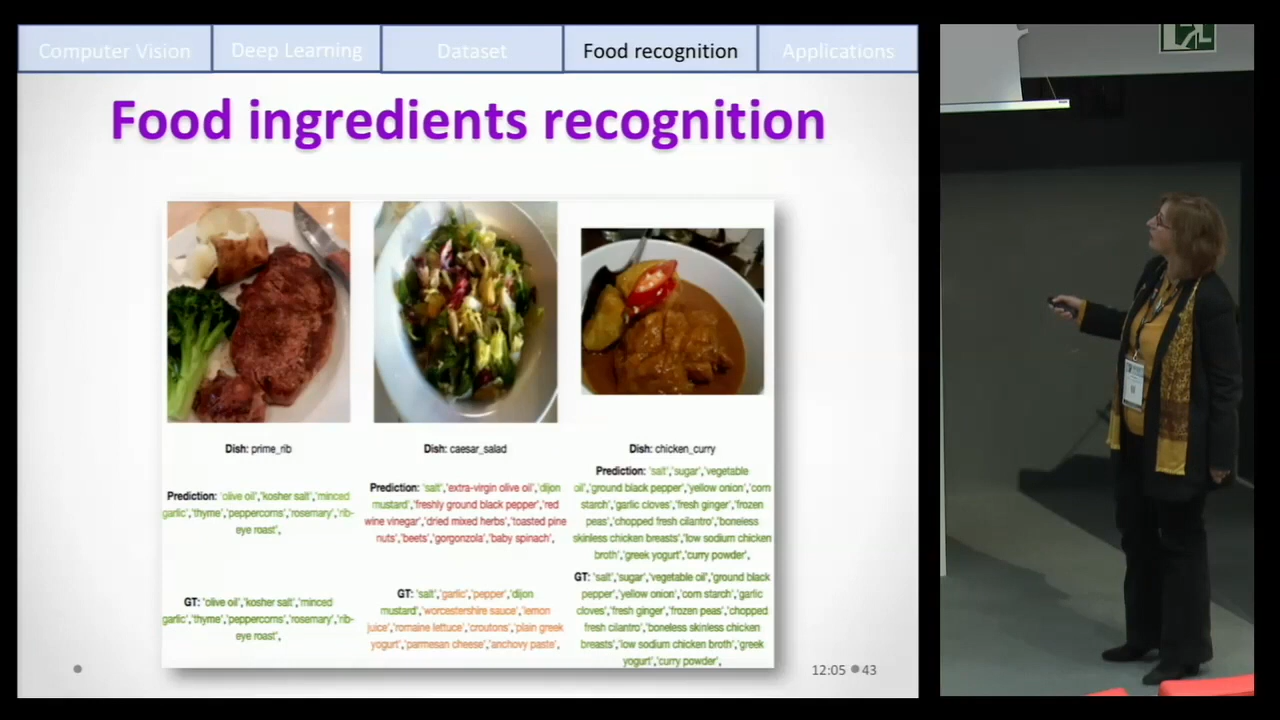 Computer Vision
Deep Learning
Dataset
Food recognition
Applications
Food ingredients recognition
Dish: prime_rib
Prediction: 'olive oil','kosher salt','minced
garlic','thyme','peppercorns','rosemary','rib-
eye roast',
GT: 'olive oil','kosher salt','minced
garlic','thyme','peppercorns','rosemary','rib-
eye roast',
Dish: caesar_salad
Prediction: 'salt','extra-virgin olive oil','dijon
mustard','freshly ground black pepper','red
wine vinegar','dried mixed herbs','toasted pine
nuts','beets','gorgonzola','baby spinach',
GT: 'salt','garlic','pepper','dijon
mustard','worcestershire sauce','lemon
juice','romaine lettuce','croutons','plain greek
yogurt','parmesan cheese','anchovy paste',
Dish: chicken_curry
Prediction: 'salt','sugar','vegetable
oil','ground black pepper','yellow onion','corn
starch','garlic cloves','fresh ginger','frozen
peas','chopped fresh cilantro','boneless
skinless chicken breasts','low sodium chicken
broth','greek yogurt','curry powder',
GT: 'salt','sugar','vegetable oil','ground black
pepper','yellow onion','corn starch','garlic
cloves','fresh ginger','frozen peas','chopped
fresh cilantro','boneless skinless chicken
breasts','low sodium chicken broth','greek
yogurt','curry powder',
12:05
43